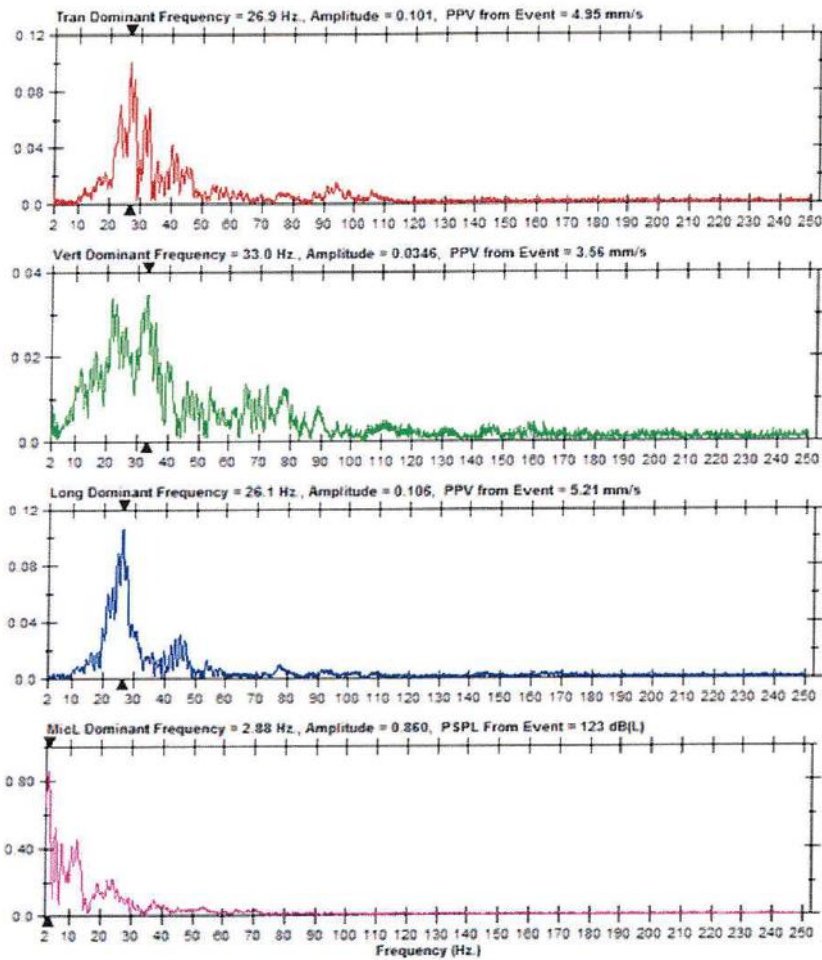 Tran Dominant Frequency = 26.9 Hz., Amplitude = 0.101, PPV from Event = 4.95 mm/s
0.12
0.08
0.04
0.0
2 10 20 30 40 50 60 70 80 90 100 110 120 130 140 150 160 170 180 190 200 210 220 230 240 250
Vert Dominant Frequency = 33.0 Hz., Amplitude = 0.0346, PPV from Event = 3.56 mm/s
0.04
0.02
0.0
2 10 20 30 40 50 60 70 80 90 100 110 120 130 140 150 160 170 180 190 200 210 220 230 240 250
Long Dominant Frequency = 26.1 Hz., Amplitude = 0.106, PPV from Event = 5.21 mm/s
0.12
0.08
0.04
0.0
2 10 20 30 40 50 60 70 80 90 100 110 120 130 140 150 160 170 180 190 200 210 220 230 240 250
MicL Dominant Frequency = 2.88 Hz., Amplitude = 0.860, PSPL From Event = 123 dB(L)
0.80
0.40
0.0
2 10 20 30 40 50 60 70 80 90 100 110 120 130 140 150 160 170 180 190 200 210 220 230 240 250
Frequency (Hz.)